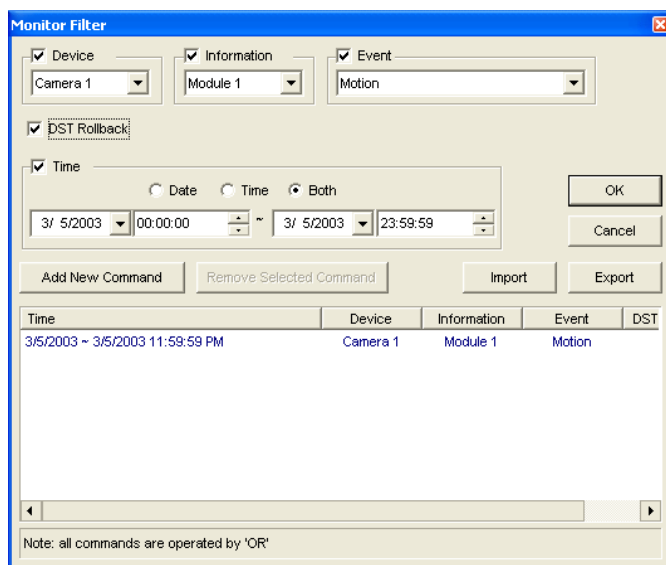 Monitor Filter
Device Information Event
Camera 1 Module 1 Motion
DST Rollback
Time
Date Time Both
3/ 5/2003 00:00:00 ~ 3/ 5/2003 23:59:59
OK
Cancel
Add New Command Remove Selected Command Import Export
Time Device Information Event DST
3/5/2003 ~ 3/5/2003 11:59:59 PM Camera 1 Module 1 Motion
Note: all commands are operated by 'OR'